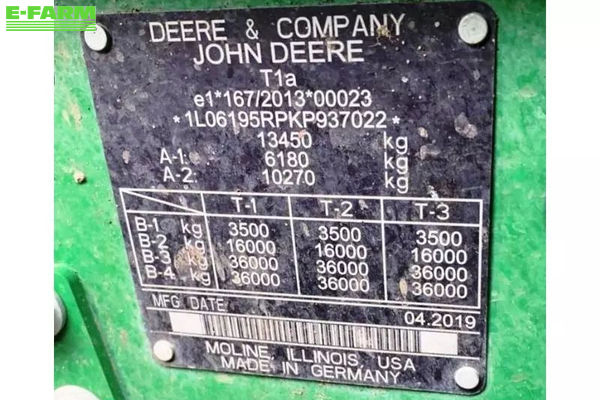 E-FARM
DEERE & COMPANY
JOHN DEERE
T1a
e1*167/2013*00023
*1L06195RPKP937022*
13450 kg
A-1: 6180 kg
A-2: 10270 kg
T-1 T-2 T-3
B-1 kg 3500 3500 3500
B-2 kg 16000 16000 16000
B-3 kg 36000 36000 36000
B-4 kg 36000 36000 36000
MFG DATE 04.2019
MOLINE, ILLINOIS, USA
MADE IN GERMANY